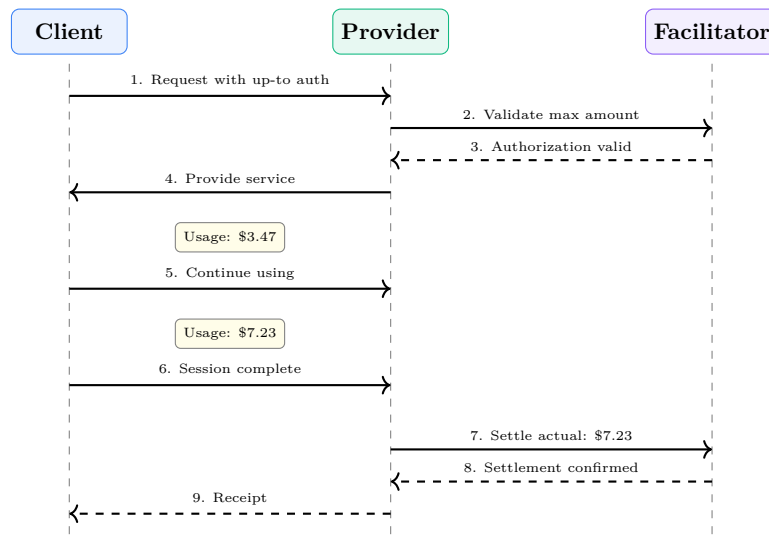 Client
Provider
Facilitator
1. Request with up-to auth
2. Validate max amount
3. Authorization valid
4. Provide service
Usage: $3.47
5. Continue using
Usage: $7.23
6. Session complete
7. Settle actual: $7.23
8. Settlement confirmed
9. Receipt